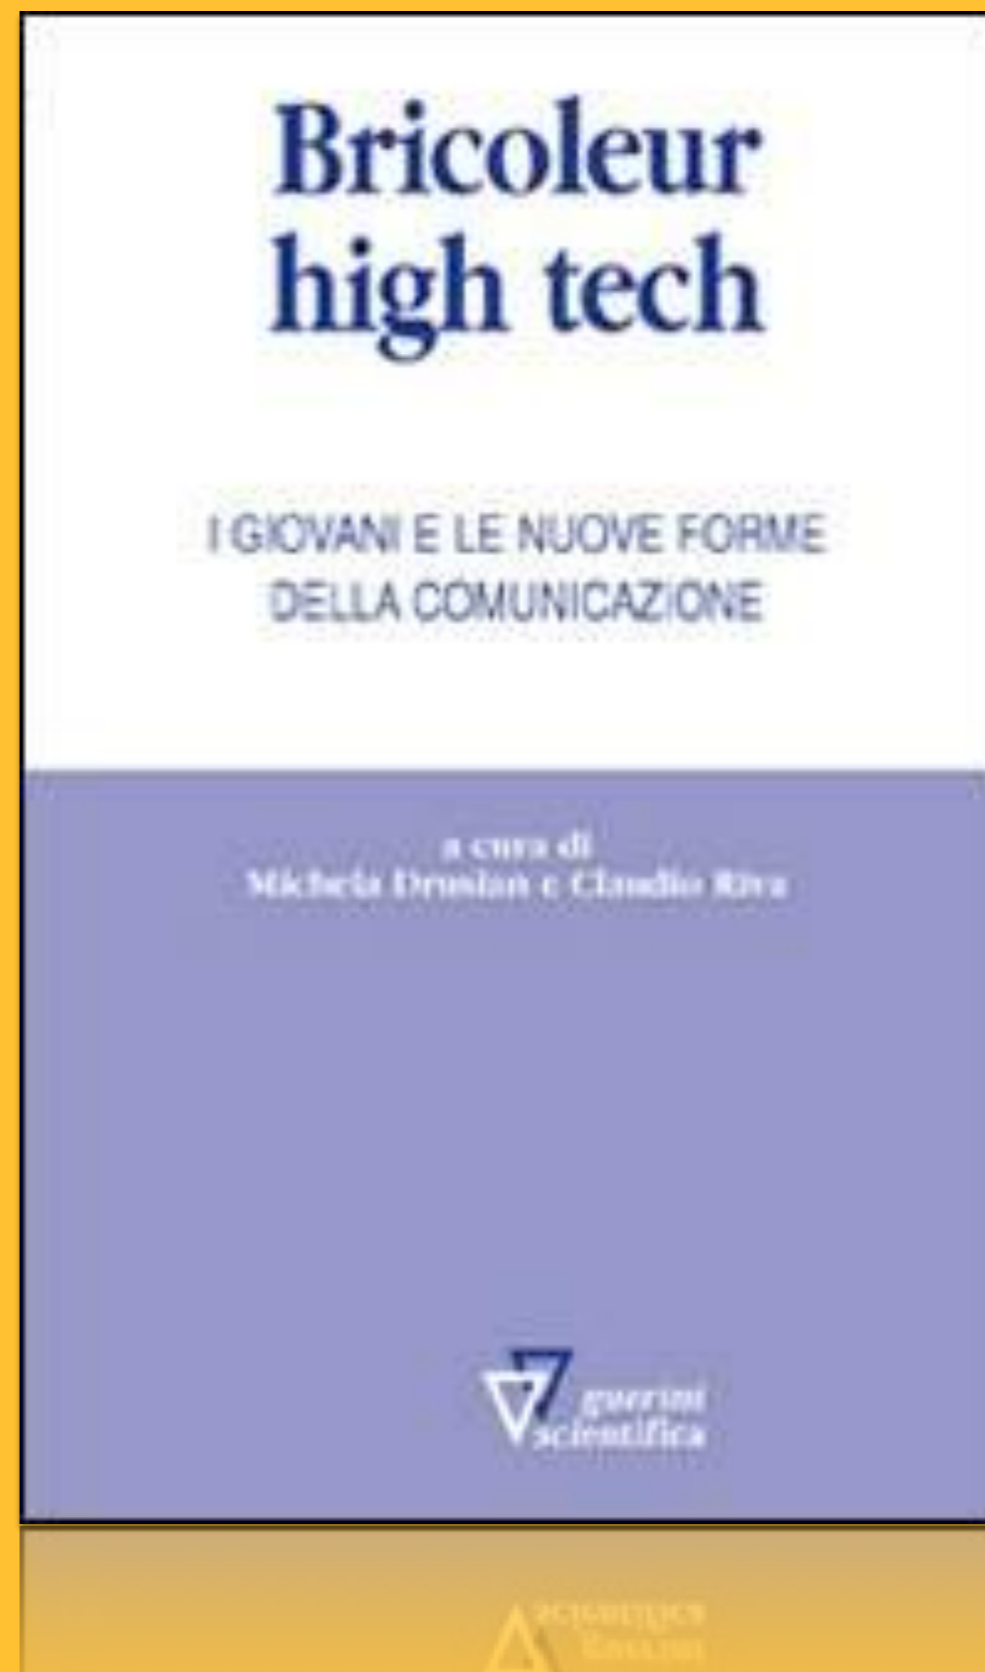 Bricoleur
high tech
I GIOVANI E LE NUOVE FORME
DELLA COMUNICAZIONE
a cura di
Michela Drusian e Claudio Riva
guerini
scientifica